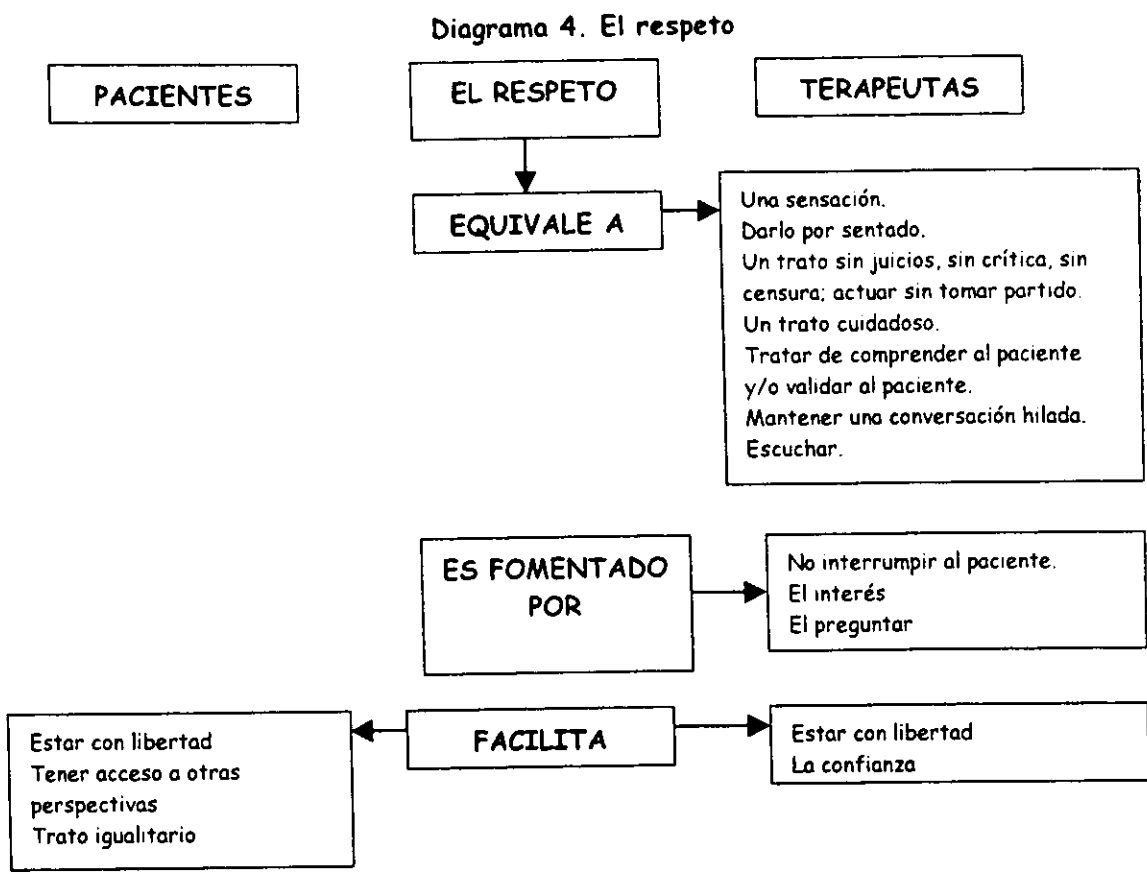 Diagrama 4. El respeto
PACIENTES
EL RESPETO
TERAPEUTAS
EQUIVALE A
Una sensación.
Darlo por sentado.
Un trato sin juicios, sin crítica, sin
censura; actuar sin tomar partido.
Un trato cuidadoso.
Tratar de comprender al paciente
y/o validar al paciente.
Mantener una conversación hilada.
Escuchar.
ES FOMENTADO
POR
No interrumpir al paciente.
El interés
El preguntar
Estar con libertad
Tener acceso a otras
perspectivas
Trato igualitario
FACILITA
Estar con libertad
La confianza